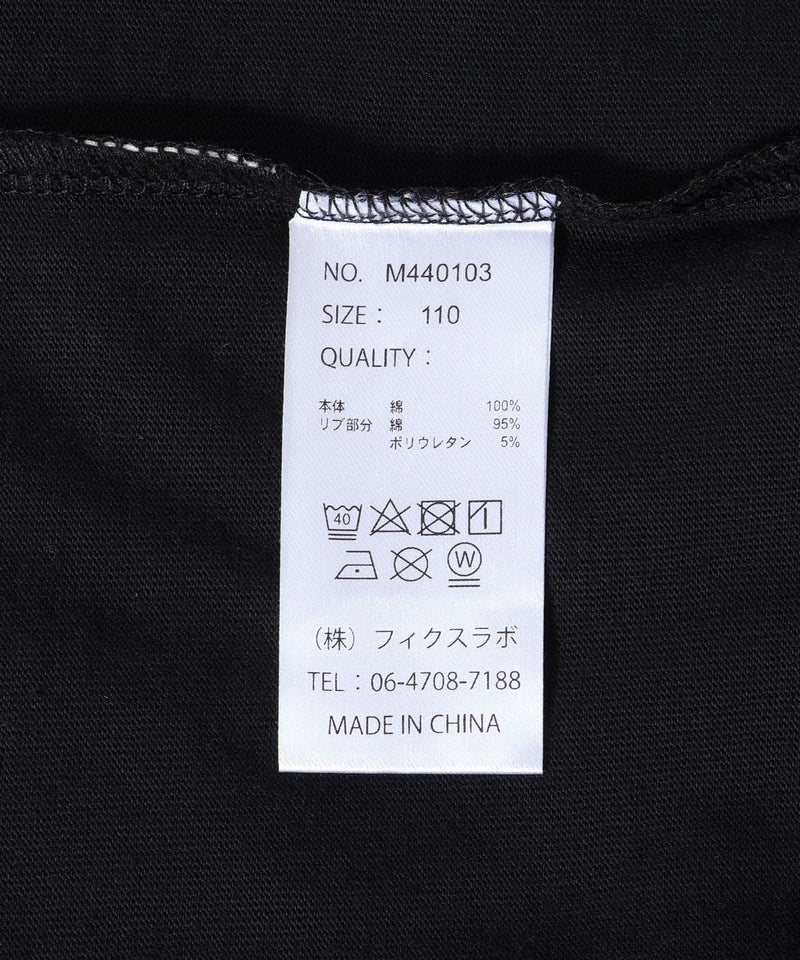 NO. M440103
SIZE： 110
QUALITY：
本体 綿 100%
リブ部分 綿 95%
ポリウレタン 5%
40
W
（株）フィクスラボ
TEL：06-4708-7188
MADE IN CHINA